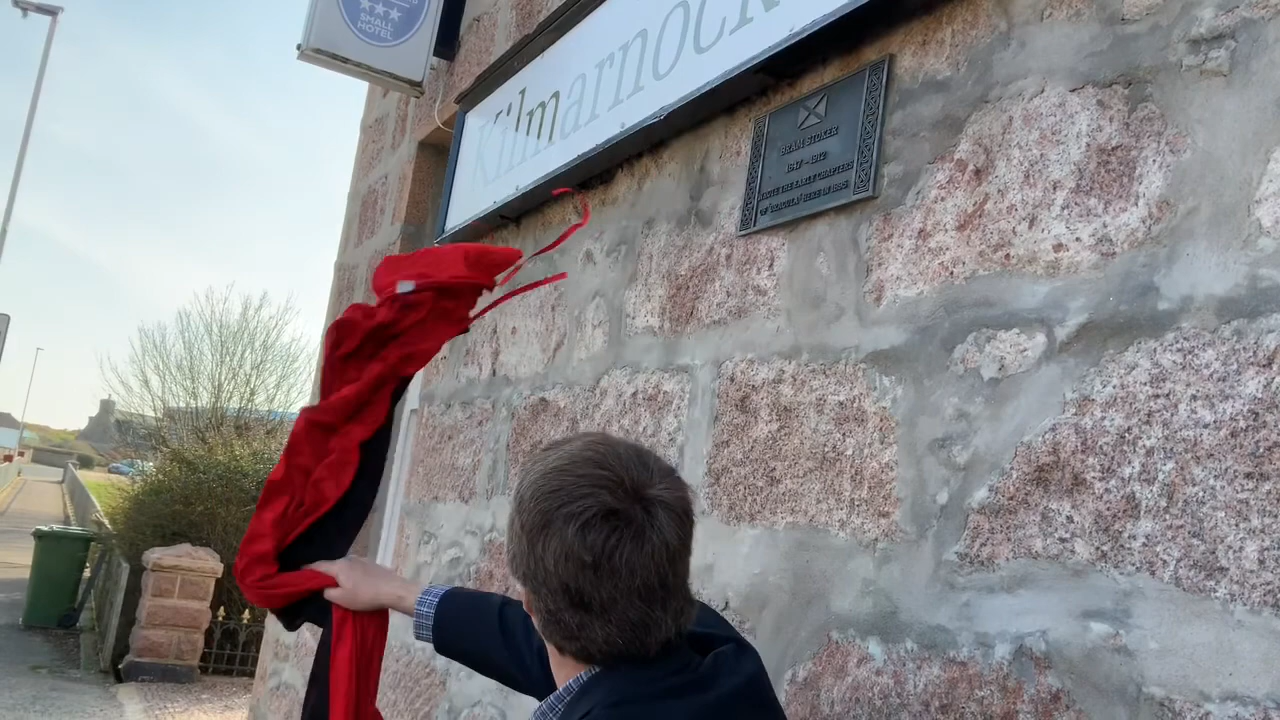 SMALL
HOTEL
Kilmarnock
BRAM STOKER
1847 – 1912
WROTE THE EARLY CHAPTERS
OF 'DRACULA' HERE IN 1895